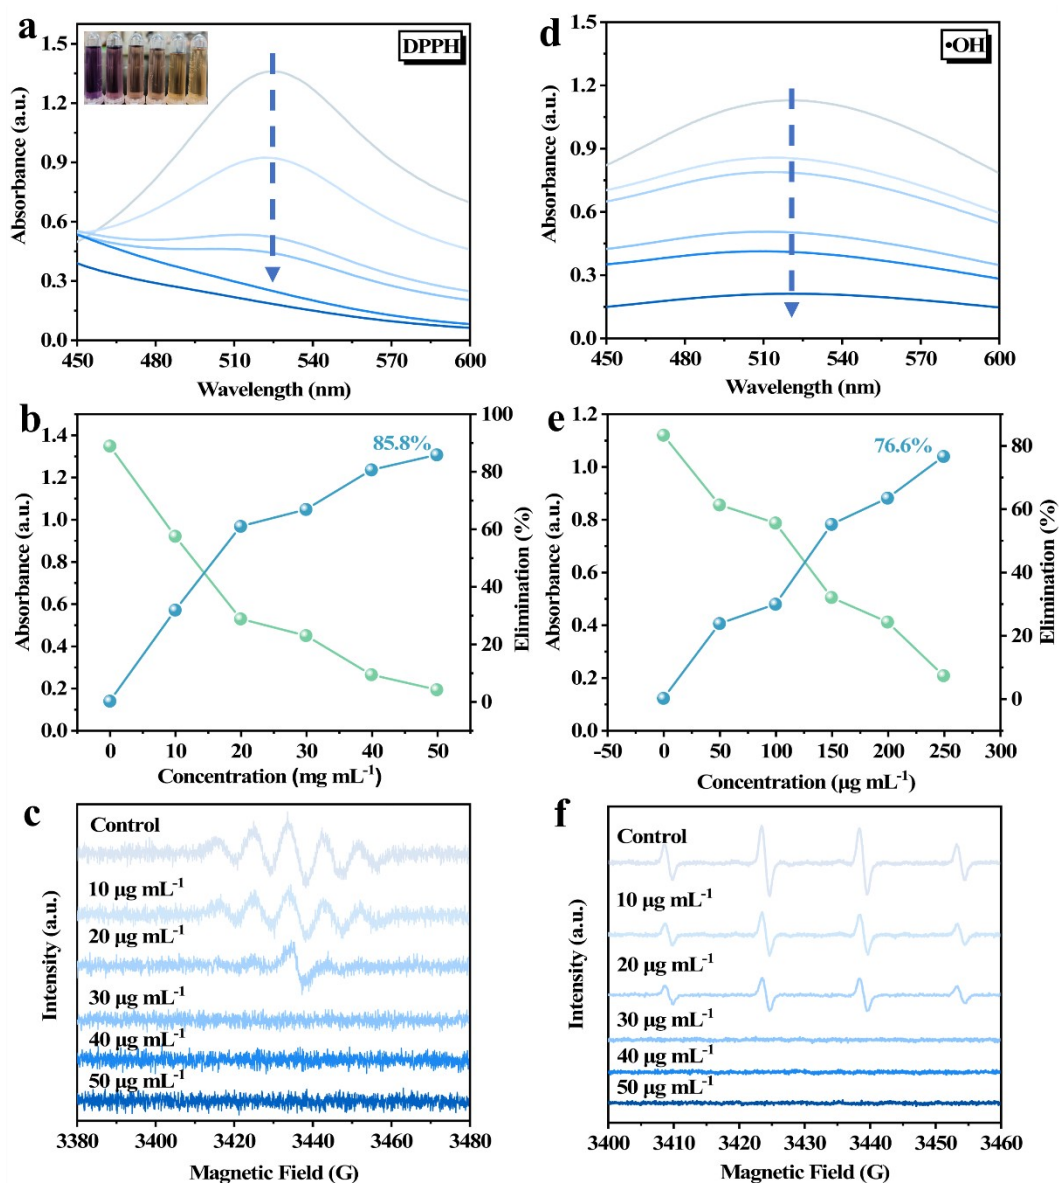 a
DPPH
1.5
1.2
0.9
0.6
0.3
0.0
Absorbance (a.u.)
450 480 510 540 570 600
Wavelength (nm)
d
•OH
1.5
1.2
0.9
0.6
0.3
0.0
Absorbance (a.u.)
450 480 510 540 570 600
Wavelength (nm)
b
85.8%
1.4
1.2
1.0
0.8
0.6
0.4
0.2
0.0
Absorbance (a.u.)
100
80
60
40
20
0
Elimination (%)
0 10 20 30 40 50
Concentration (mg mL⁻¹)
e
76.6%
1.2
1.0
0.8
0.6
0.4
0.2
0.0
Absorbance (a.u.)
80
60
40
20
0
Elimination (%)
-50 0 50 100 150 200 250 300
Concentration (µg mL⁻¹)
c
Control
10 µg mL⁻¹
20 µg mL⁻¹
30 µg mL⁻¹
40 µg mL⁻¹
50 µg mL⁻¹
Intensity (a.u.)
3380 3400 3420 3440 3460 3480
Magnetic Field (G)
f
Control
10 µg mL⁻¹
20 µg mL⁻¹
30 µg mL⁻¹
40 µg mL⁻¹
50 µg mL⁻¹
Intensity (a.u.)
3400 3410 3420 3430 3440 3450 3460
Magnetic Field (G)